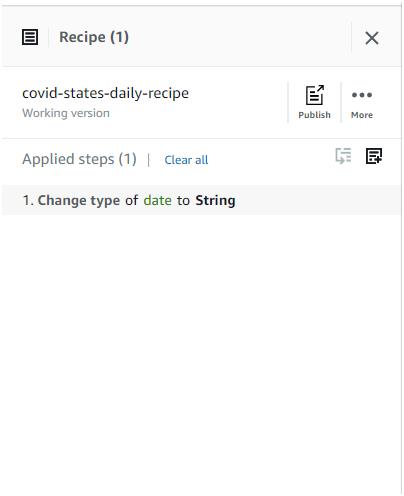 Recipe (1)
covid-states-daily-recipe
Working version
Publish
More
Applied steps (1) | Clear all
1. Change type of date to String